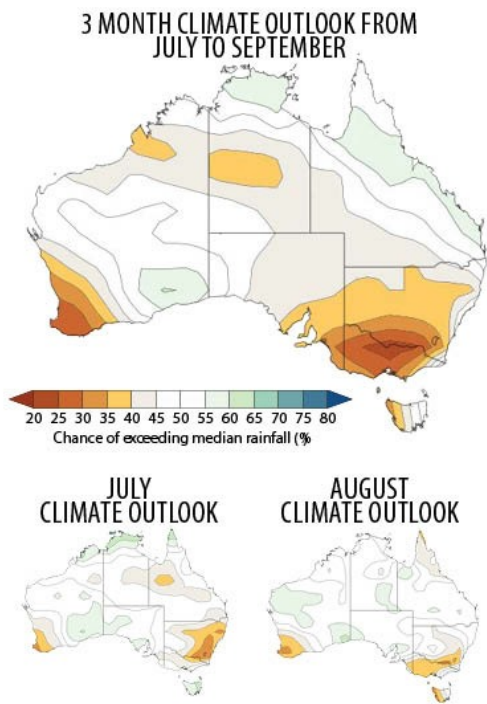 3 MONTH CLIMATE OUTLOOK FROM
JULY TO SEPTEMBER
20 25 30 35 40 45 50 55 60 65 70 75 80
Chance of exceeding median rainfall (%
JULY
CLIMATE OUTLOOK
AUGUST
CLIMATE OUTLOOK